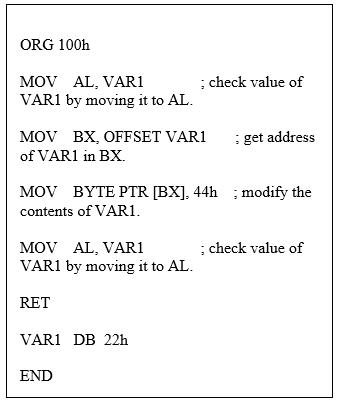 ORG 100h
MOV AL, VAR1 ; check value of
VAR1 by moving it to AL.
MOV BX, OFFSET VAR1 ; get address
of VAR1 in BX.
MOV BYTE PTR [BX], 44h ; modify the
contents of VAR1.
MOV AL, VAR1 ; check value of
VAR1 by moving it to AL.
RET
VAR1 DB 22h
END